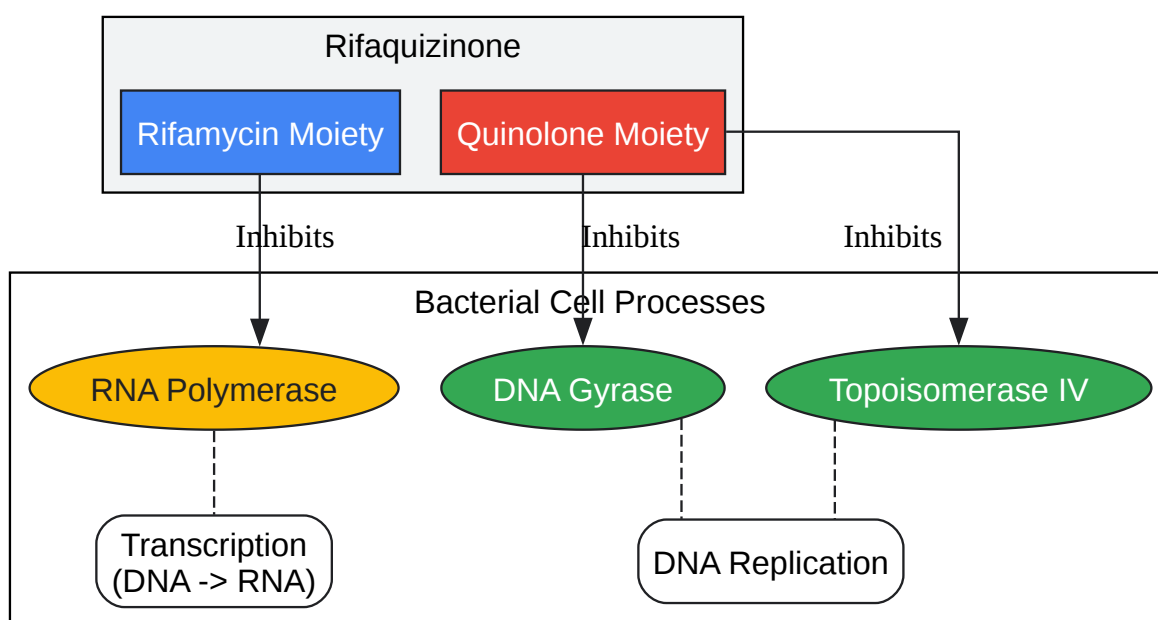 Rifaquizinone
Rifamycin Moiety
Quinolone Moiety
Inhibits
Inhibits
Inhibits
Bacterial Cell Processes
RNA Polymerase
DNA Gyrase
Topoisomerase IV
Transcription
(DNA -> RNA)
DNA Replication